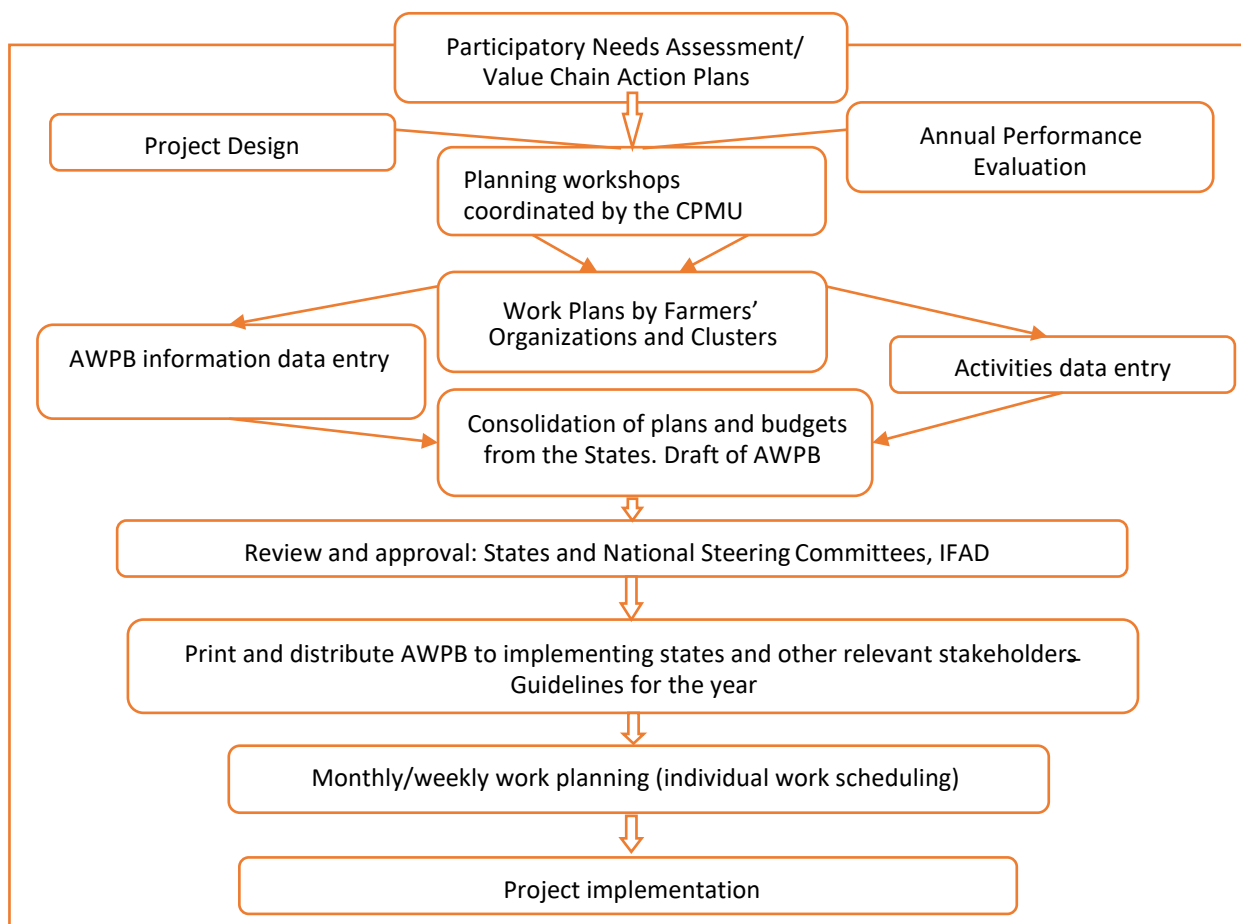 Participatory Needs Assessment/
Value Chain Action Plans
Project Design
Annual Performance
Evaluation
Planning workshops
coordinated by the CPMU
Work Plans by Farmers’
Organizations and Clusters
AWPB information data entry
Activities data entry
Consolidation of plans and budgets
from the States. Draft of AWPB
Review and approval: States and National Steering Committees, IFAD
Print and distribute AWPB to implementing states and other relevant stakeholders
Guidelines for the year
Monthly/weekly work planning (individual work scheduling)
Project implementation